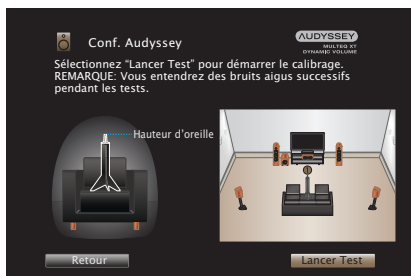 Conf. Audyssey
AUDYSSEY
MULTEQ XT
DYNAMIC VOLUME
Sélectionnez “Lancer Test” pour démarrer le calibrage.
REMARQUE: Vous entendrez des bruits aigus successifs
pendant les tests.
Hauteur d'oreille
Retour
Lancer Test